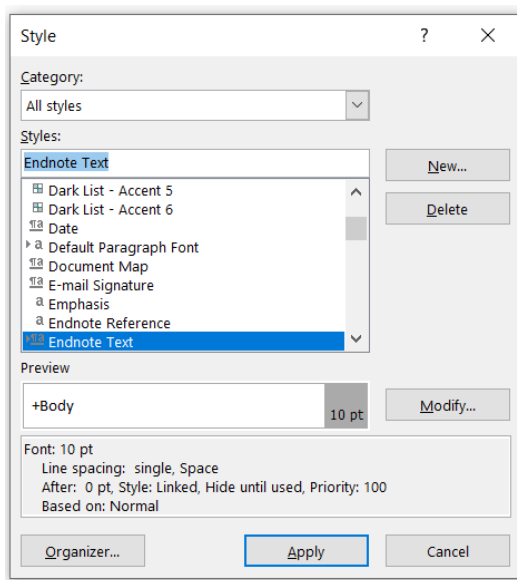 Style ?
Category:
All styles
Styles:
Endnote Text
New...
Dark List - Accent 5
Dark List - Accent 6
Delete
¶a Date
a Default Paragraph Font
¶a Document Map
¶a E-mail Signature
a Emphasis
a Endnote Reference
¶a Endnote Text
Preview
+Body
10 pt
Modify...
Font: 10 pt
Line spacing: single, Space
After: 0 pt, Style: Linked, Hide until used, Priority: 100
Based on: Normal
Organizer... Apply Cancel